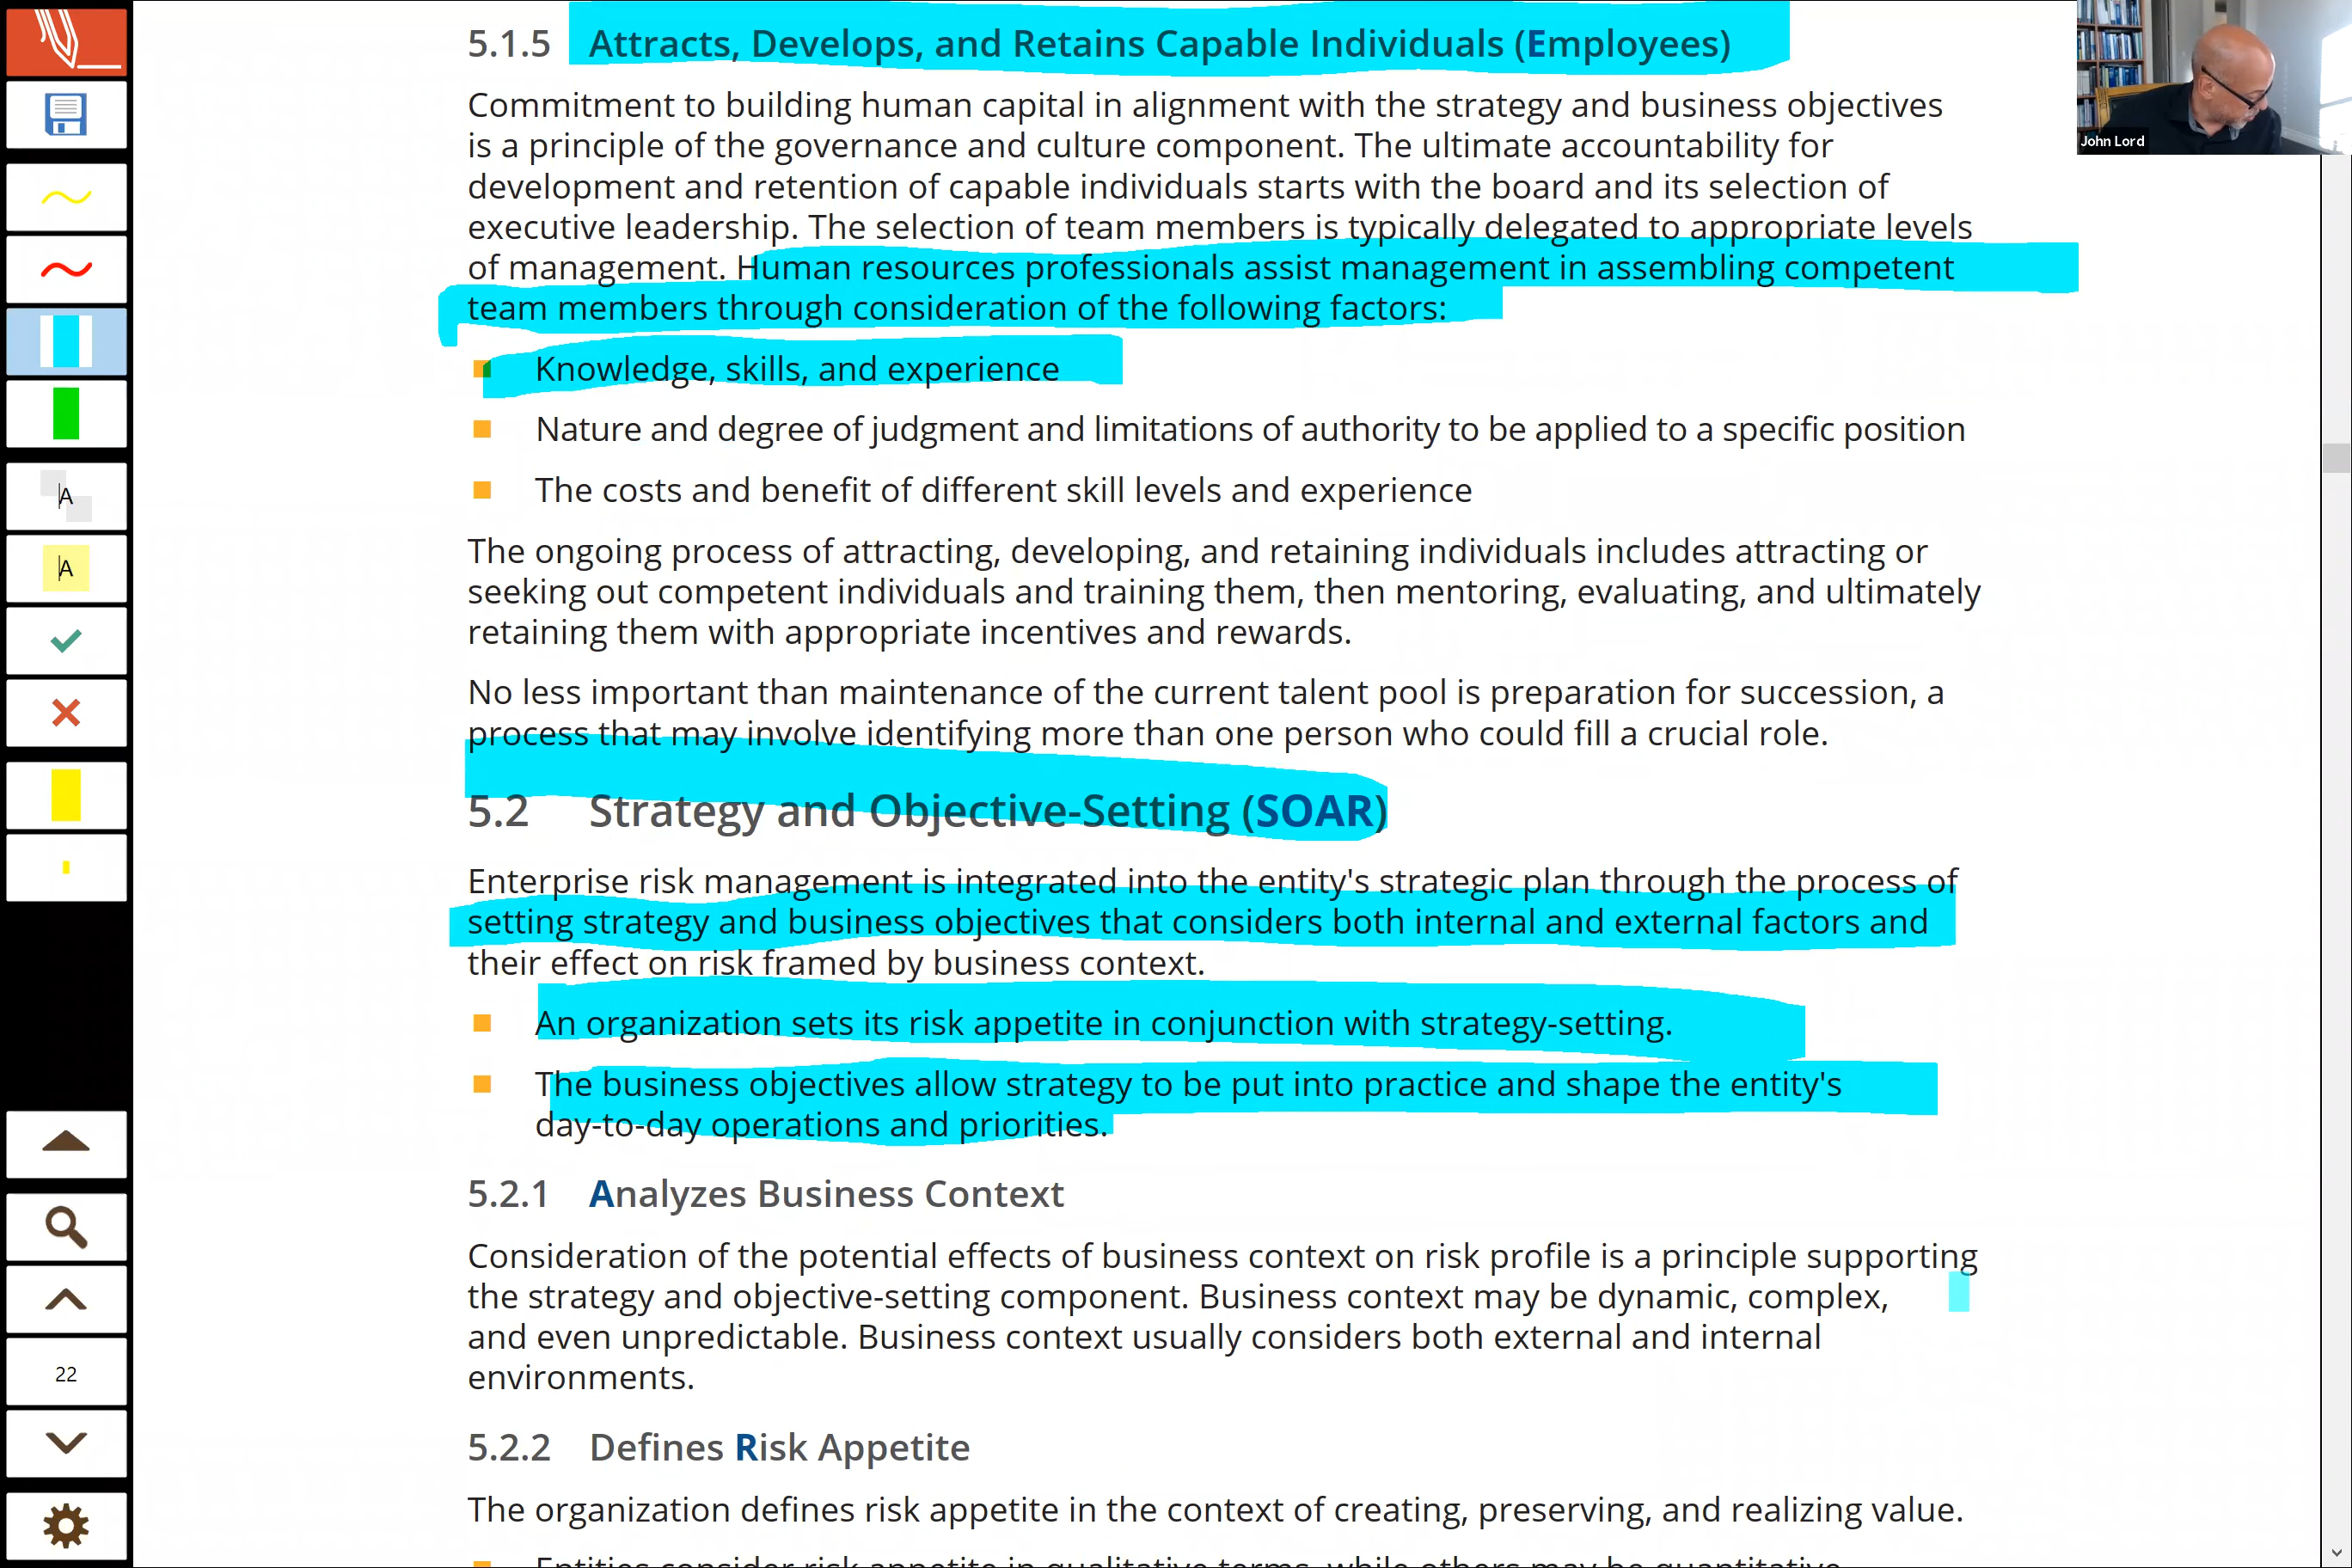 5.1.5 Attracts, Develops, and Retains Capable Individuals (Employees)
John Lord
Commitment to building human capital in alignment with the strategy and business objectives
is a principle of the governance and culture component. The ultimate accountability for
development and retention of capable individuals starts with the board and its selection of
executive leadership. The selection of team members is typically delegated to appropriate levels
of management. Human resources professionals assist management in assembling competent
team members through consideration of the following factors:
Knowledge, skills, and experience
Nature and degree of judgment and limitations of authority to be applied to a specific position
The costs and benefit of different skill levels and experience
A
The ongoing process of attracting, developing, and retaining individuals includes attracting or
A
seeking out competent individuals and training them, then mentoring, evaluating, and ultimately
retaining them with appropriate incentives and rewards.
No less important than maintenance of the current talent pool is preparation for succession, a
process that may involve identifying more than one person who could fill a crucial role.
5.2 Strategy and Objective-Setting (SOAR)
Enterprise risk management is integrated into the entity's strategic plan through the process of
setting strategy and business objectives that considers both internal and external factors and
their effect on risk framed by business context.
An organization sets its risk appetite in conjunction with strategy-setting.
The business objectives allow strategy to be put into practice and shape the entity's
day-to-day operations and priorities.
5.2.1 Analyzes Business Context
Consideration of the potential effects of business context on risk profile is a principle supporting
the strategy and objective-setting component. Business context may be dynamic, complex,
and even unpredictable. Business context usually considers both external and internal
environments.
22
5.2.2 Defines Risk Appetite
The organization defines risk appetite in the context of creating, preserving, and realizing value.
Entities consider risk appetite in qualitative terms, while others may be quantitative